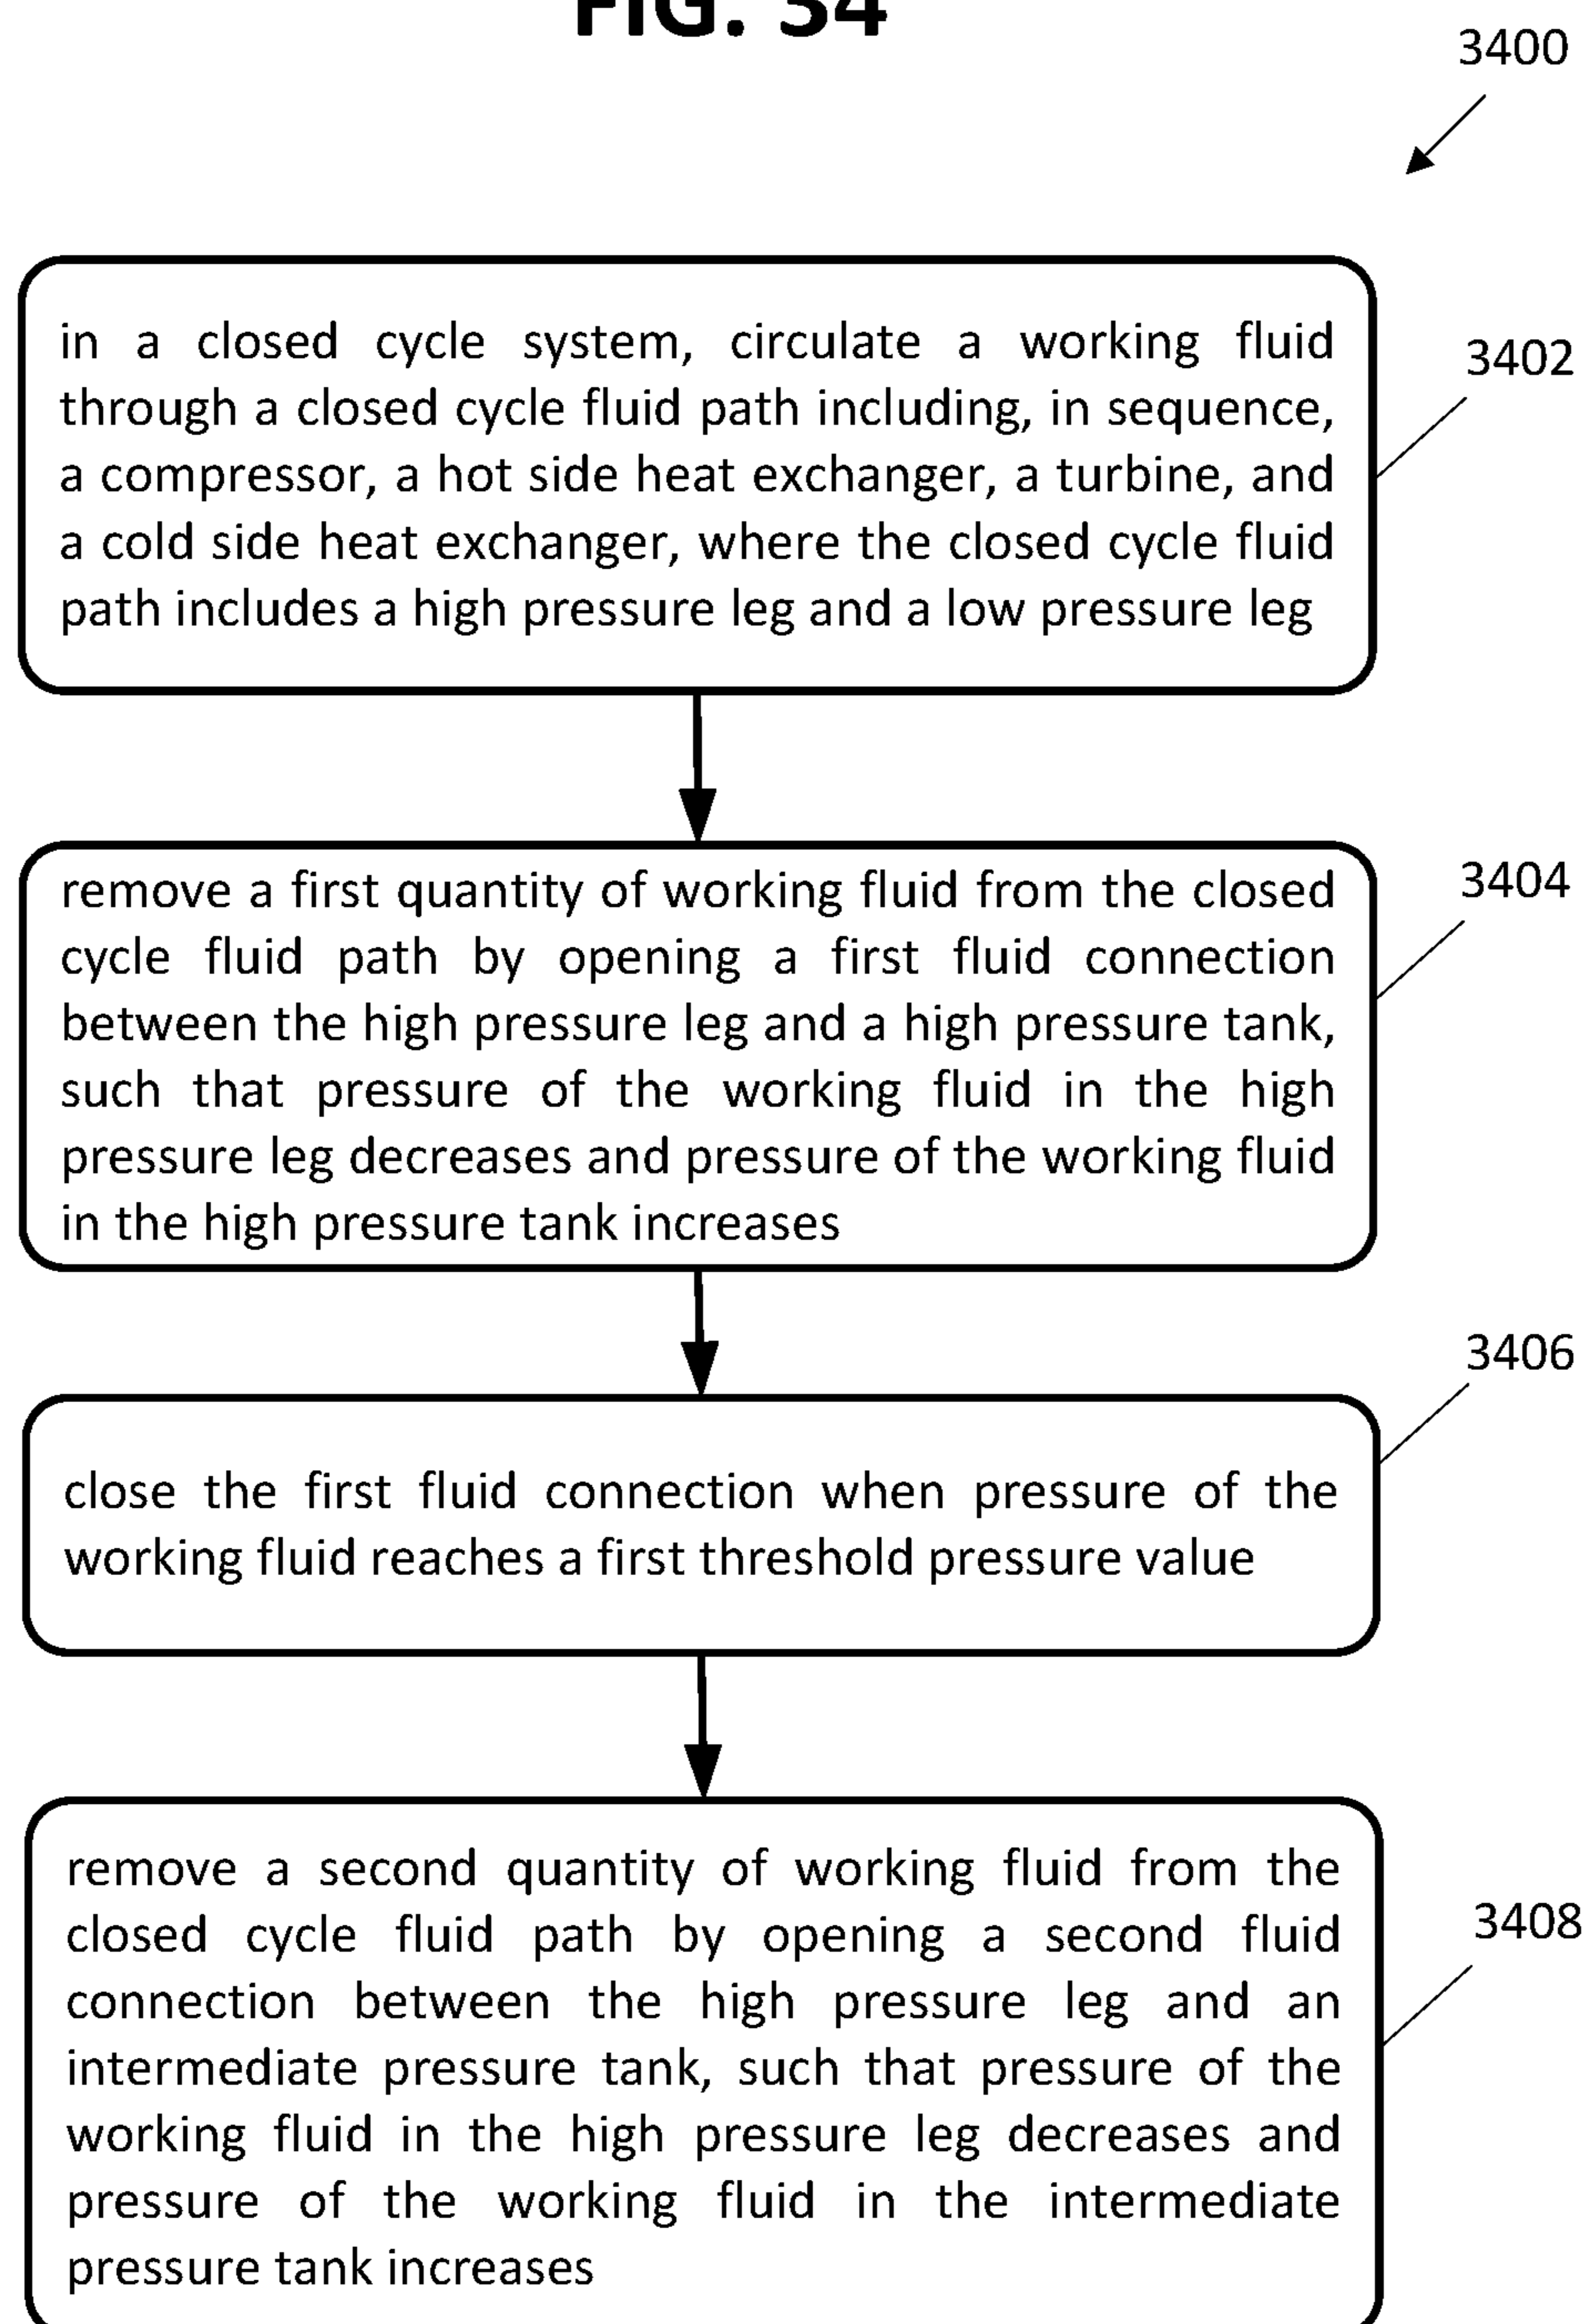 FIG. 34
3400
in a closed cycle system, circulate a working fluid
through a closed cycle fluid path including, in sequence,
a compressor, a hot side heat exchanger, a turbine, and
a cold side heat exchanger, where the closed cycle fluid
path includes a high pressure leg and a low pressure leg
3402
remove a first quantity of working fluid from the closed
cycle fluid path by opening a first fluid connection
between the high pressure leg and a high pressure tank,
such that pressure of the working fluid in the high
pressure leg decreases and pressure of the working fluid
in the high pressure tank increases
3404
close the first fluid connection when pressure of the
working fluid reaches a first threshold pressure value
3406
remove a second quantity of working fluid from the
closed cycle fluid path by opening a second fluid
connection between the high pressure leg and an
intermediate pressure tank, such that pressure of the
working fluid in the high pressure leg decreases and
pressure of the working fluid in the intermediate
pressure tank increases
3408